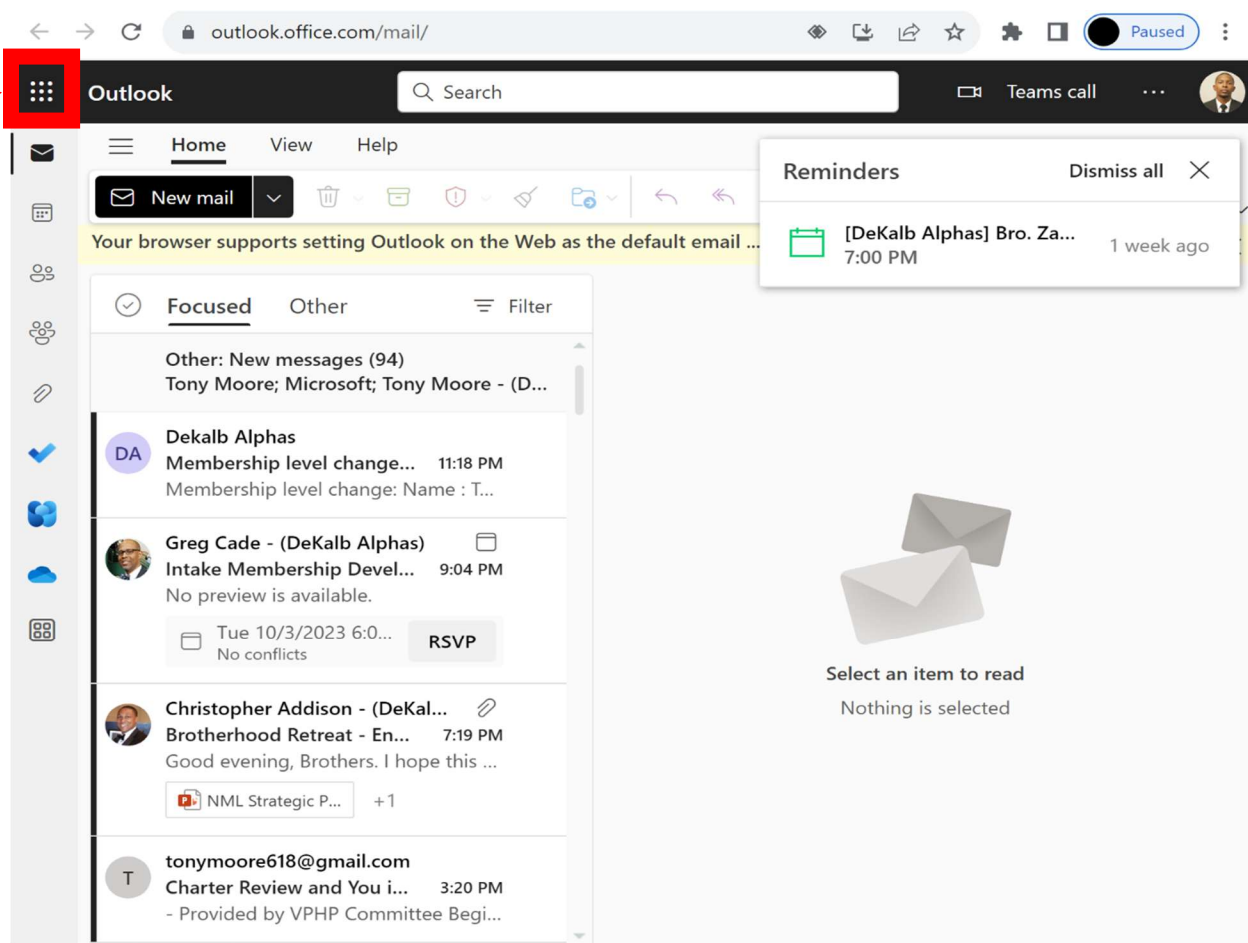 outlook.office.com/mail/
Paused
Outlook
Search
Teams call
Home View Help
Reminders Dismiss all
New mail
[DeKalb Alphas] Bro. Za...
7:00 PM
1 week ago
Your browser supports setting Outlook on the Web as the default email ...
Focused Other Filter
Other: New messages (94)
Tony Moore; Microsoft; Tony Moore - (D...
DA
Dekalb Alphas
Membership level change... 11:18 PM
Membership level change: Name : T...
Greg Cade - (DeKalb Alphas)
Intake Membership Devel... 9:04 PM
No preview is available.
Tue 10/3/2023 6:0...
No conflicts
RSVP
Christopher Addison - (DeKal...
Brotherhood Retreat - En... 7:19 PM
Good evening, Brothers. I hope this ...
NML Strategic P... +1
T
tonymoore618@gmail.com
Charter Review and You i... 3:20 PM
- Provided by VPHP Committee Begi...
Select an item to read
Nothing is selected